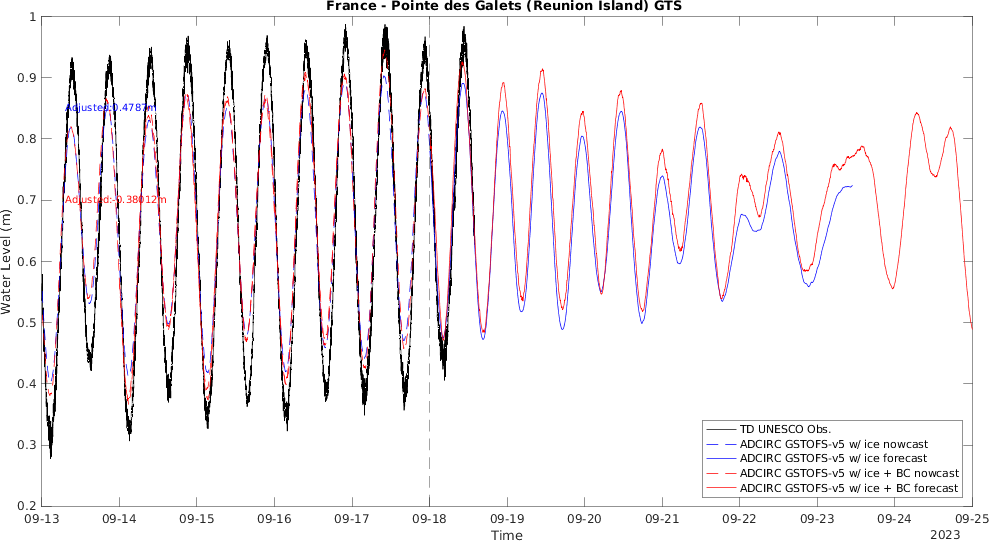 France - Pointe des Galets (Reunion Island) GTS
1
0.9
0.8
0.7
0.6
0.5
0.4
0.3
0.2
Water Level (m)
Adjusted:0.4787m
Adjusted:-0.38012m
TD UNESCO Obs.
ADCIRC GSTOFS-v5 w/ ice nowcast
ADCIRC GSTOFS-v5 w/ ice forecast
ADCIRC GSTOFS-v5 w/ ice + BC nowcast
ADCIRC GSTOFS-v5 w/ ice + BC forecast
09-13 09-14 09-15 09-16 09-17 09-18 09-19 09-20 09-21 09-22 09-23 09-24 09-25
Time
2023